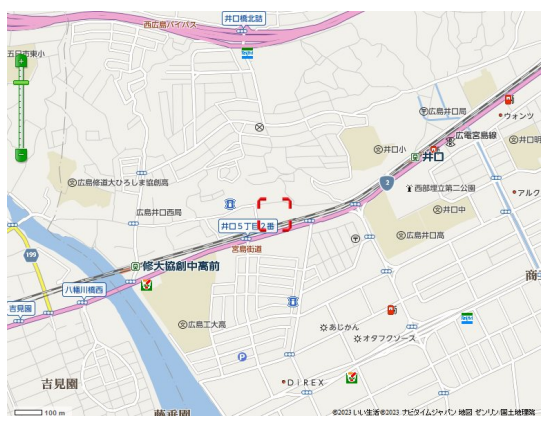 井口橋北詰
西広島バイパス
五日市東小
広島井口局
ウォンツ
広電宮島線
井口小
井口明
井口
2
広島修道大ひろしま協創高
西部埋立第二公園
アルク
広島井口西局
井口中
井口5丁目2番
広島井口高
宮島街道
199
修大協創中高前
商
八幡川橋西
吉見園
広島工大高
あじかん
オタフクソース
P
吉見園
DIREX
100 m
©2023 いい生活©2023 ナビタイムジャパン 地図 ゼンリン/国土地理院